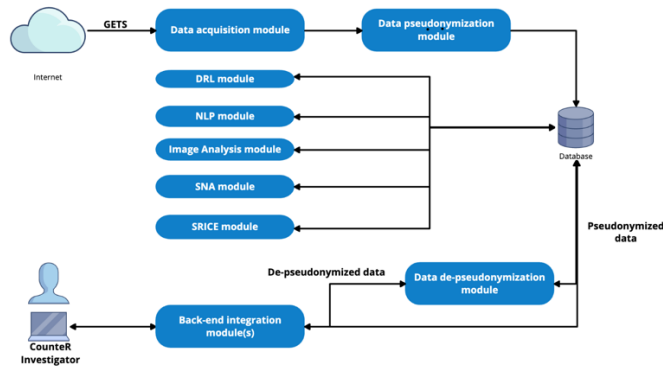 GETS
Data acquisition module
Data pseudonymization
module
Internet
DRL module
NLP module
Image Analysis module
SNA module
SRICE module
Database
Pseudonymized
data
De-pseudonymized data
Data de-pseudonymization
module
Back-end integration
module(s)
CounteR
Investigator